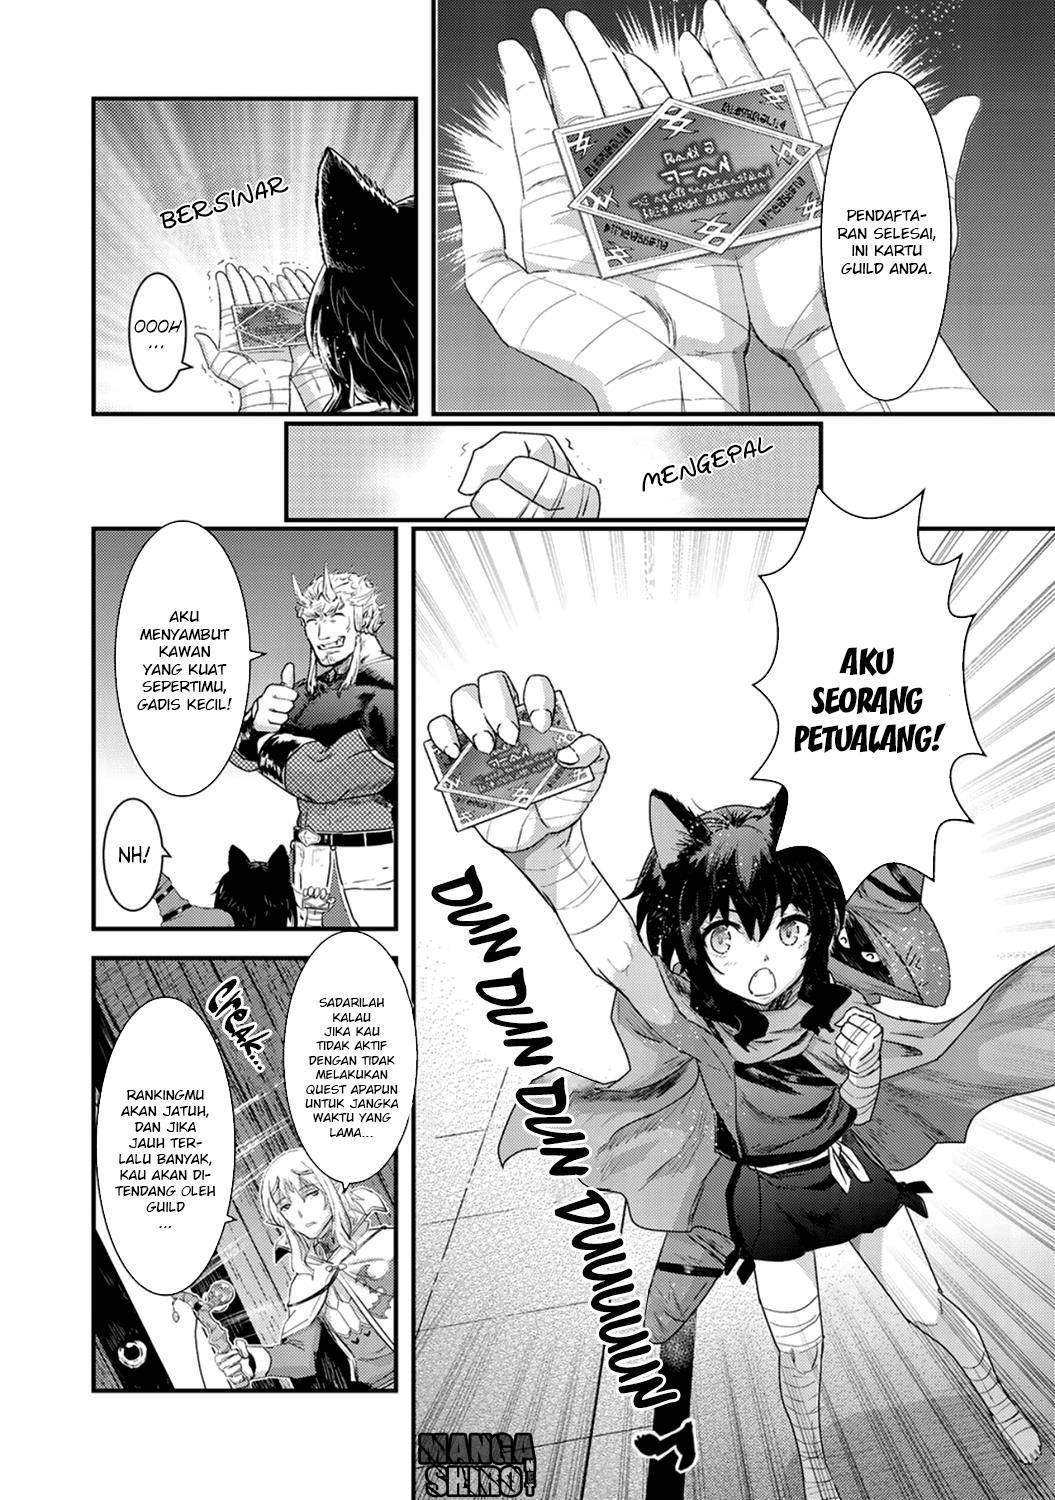 PENDAFTA-
RAN SELESAI,
INI KARTU
GUILD ANDA.
BERSINAR
OOOH
...
MENGEPAL
AKU
SEORANG
PETUALANG!
DUN DUN DUN DUN DUUUUUN
AKU
MENYAMBUT
KAWAN
YANG KUAT
SEPERTIMU,
GADIS KECIL!
NH!
SADARILAH
KALAU
JIKA KAU
TIDAK AKTIF
DENGAN TIDAK
MELAKUKAN
QUEST APAPUN
UNTUK JANGKA
WAKTU YANG
LAMA...
Creak...
RANKINGMU
AKAN JATUH,
DAN JIKA
JAUH TER-
LALU BANYAK,
KAU AKAN DI-
TENDANG OLEH
GUILD
...
MANGA
SHIRO
.NET